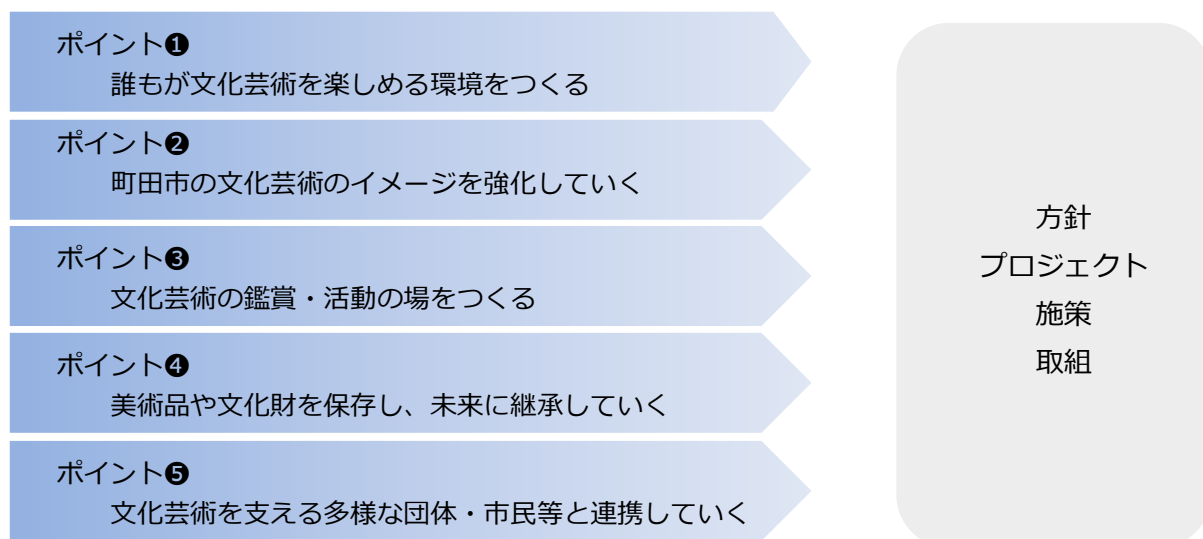 ポイント❶
誰もが文化芸術を楽しめる環境をつくる
ポイント❷
町田市の文化芸術のイメージを強化していく
ポイント❸
文化芸術の鑑賞・活動の場をつくる
ポイント❹
美術品や文化財を保存し、未来に継承していく
ポイント❺
文化芸術を支える多様な団体・市民等と連携していく
方針
プロジェクト
施策
取組